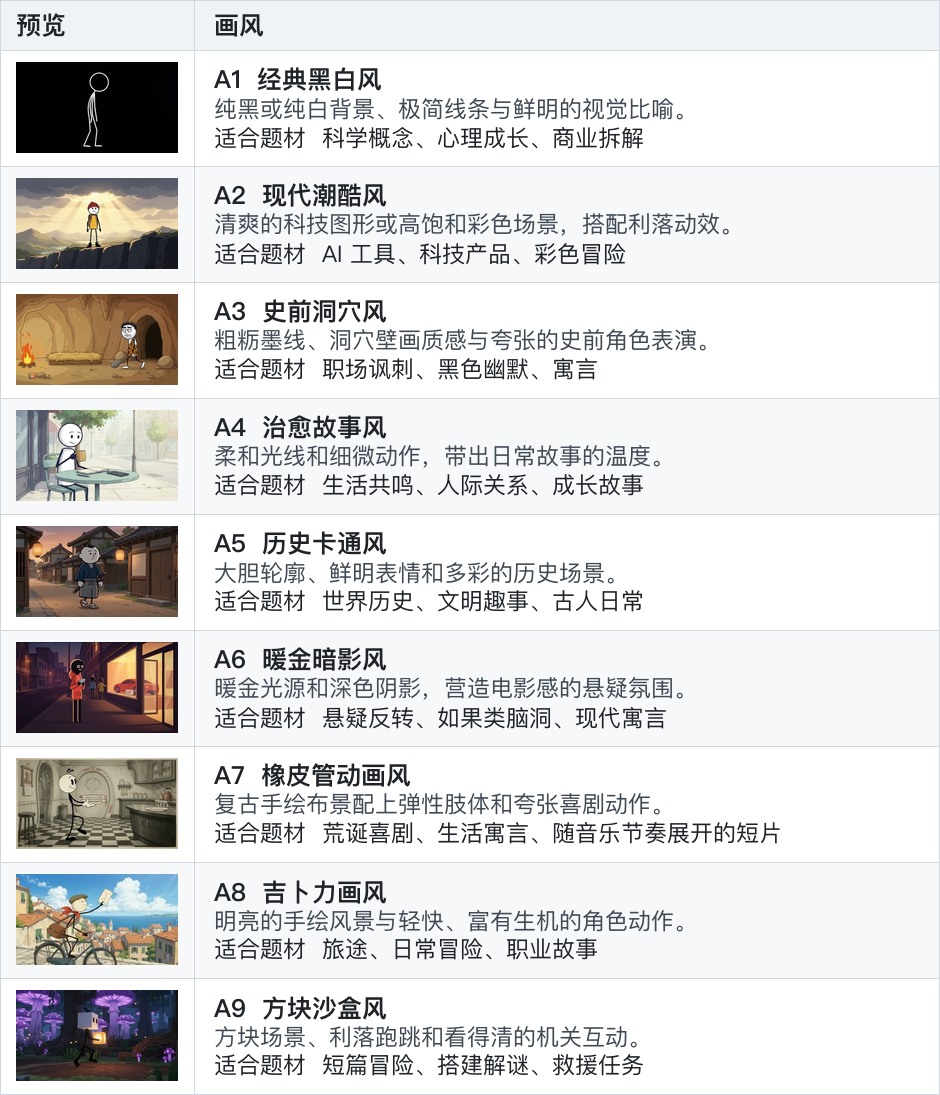 预览
画风
A1 经典黑白风
纯黑或纯白背景、极简线条与鲜明的视觉比喻。
适合题材 科学概念、心理成长、商业拆解
A2 现代潮酷风
清爽的科技图形或高饱和彩色场景，搭配利落动效。
适合题材 AI 工具、科技产品、彩色冒险
A3 史前洞穴风
粗粝墨线、洞穴壁画质感与夸张的史前角色表演。
适合题材 职场讽刺、黑色幽默、寓言
A4 治愈故事风
柔和光线和细微动作，带出日常故事的温度。
适合题材 生活共鸣、人际关系、成长故事
A5 历史卡通风
大胆轮廓、鲜明表情和多彩的历史场景。
适合题材 世界历史、文明趣事、古人日常
A6 暖金暗影风
暖金光源和深色阴影，营造电影感的悬疑氛围。
适合题材 悬疑反转、如果类脑洞、现代寓言
A7 橡皮管动画风
复古手绘布景配上弹性肢体和夸张喜剧动作。
适合题材 荒诞喜剧、生活寓言、随音乐节奏展开的短片
A8 吉卜力画风
明亮的手绘风景与轻快、富有生机的角色动作。
适合题材 旅途、日常冒险、职业故事
A9 方块沙盒风
方块场景、利落跑跳和看得清的机关互动。
适合题材 短篇冒险、搭建解谜、救援任务